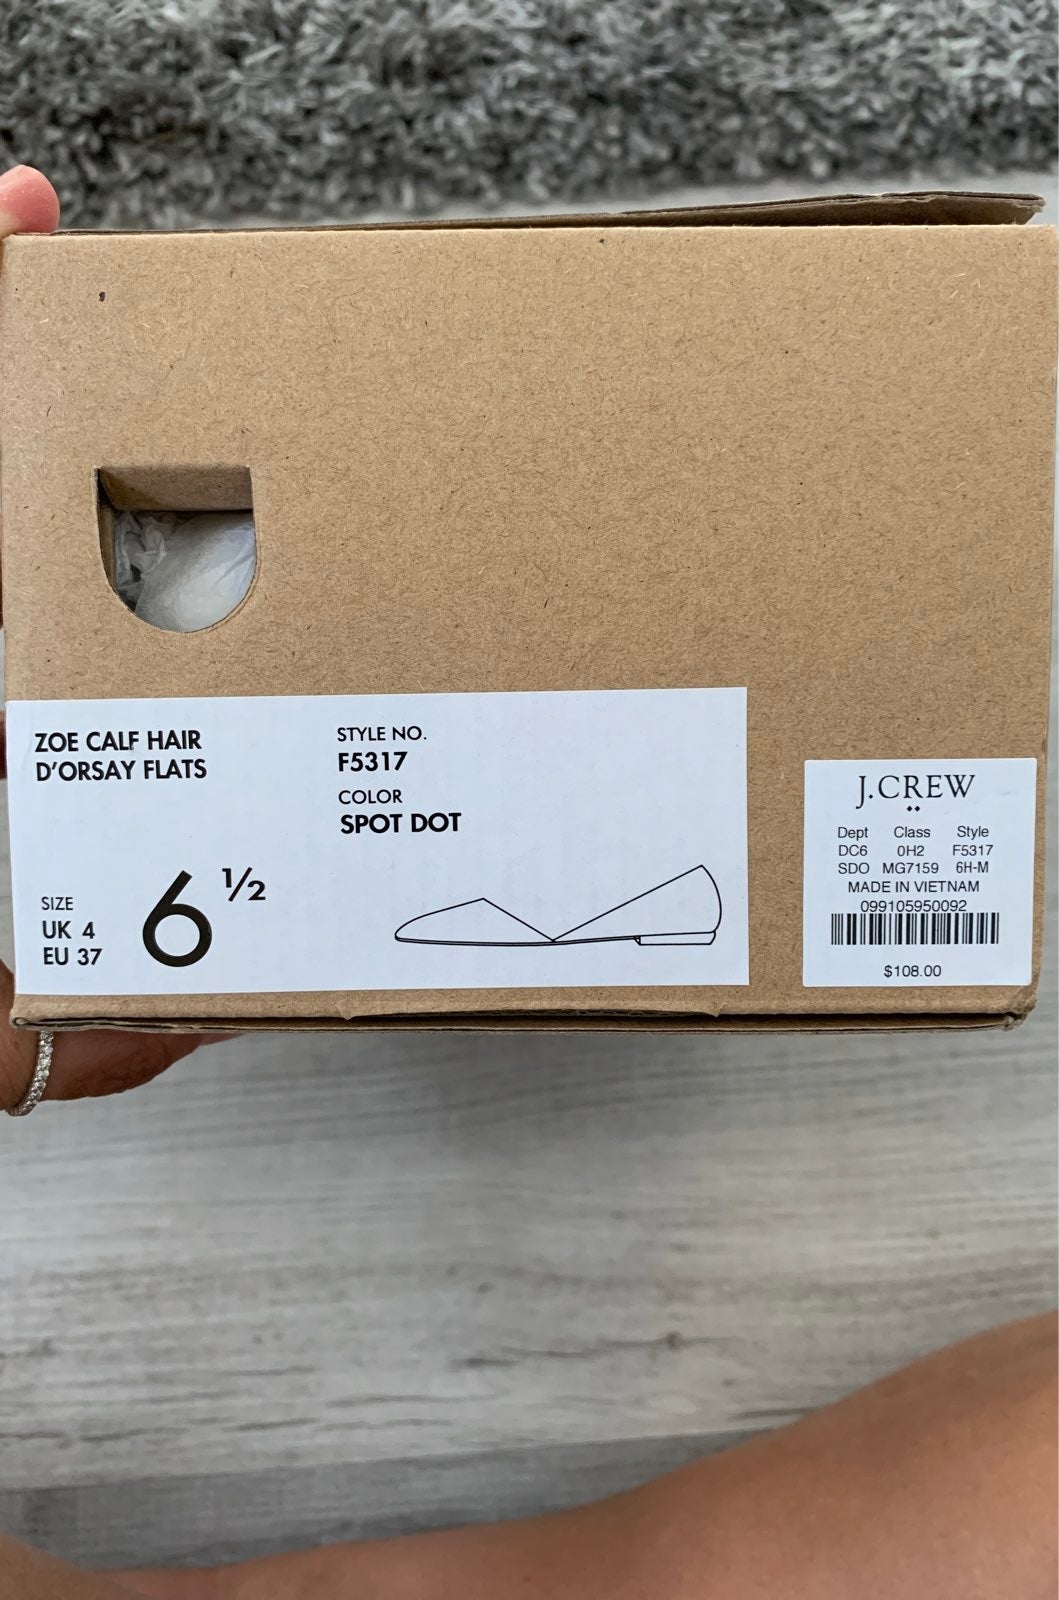 ZOE CALF HAIR
D'ORSAY FLATS
STYLE NO.
F5317
COLOR
SPOT DOT
SIZE
UK 4
EU 37
6 ½
J.CREW
Dept Class Style
DC6 0H2 F5317
SDO MG7159 6H-M
MADE IN VIETNAM
099105950092
$108.00